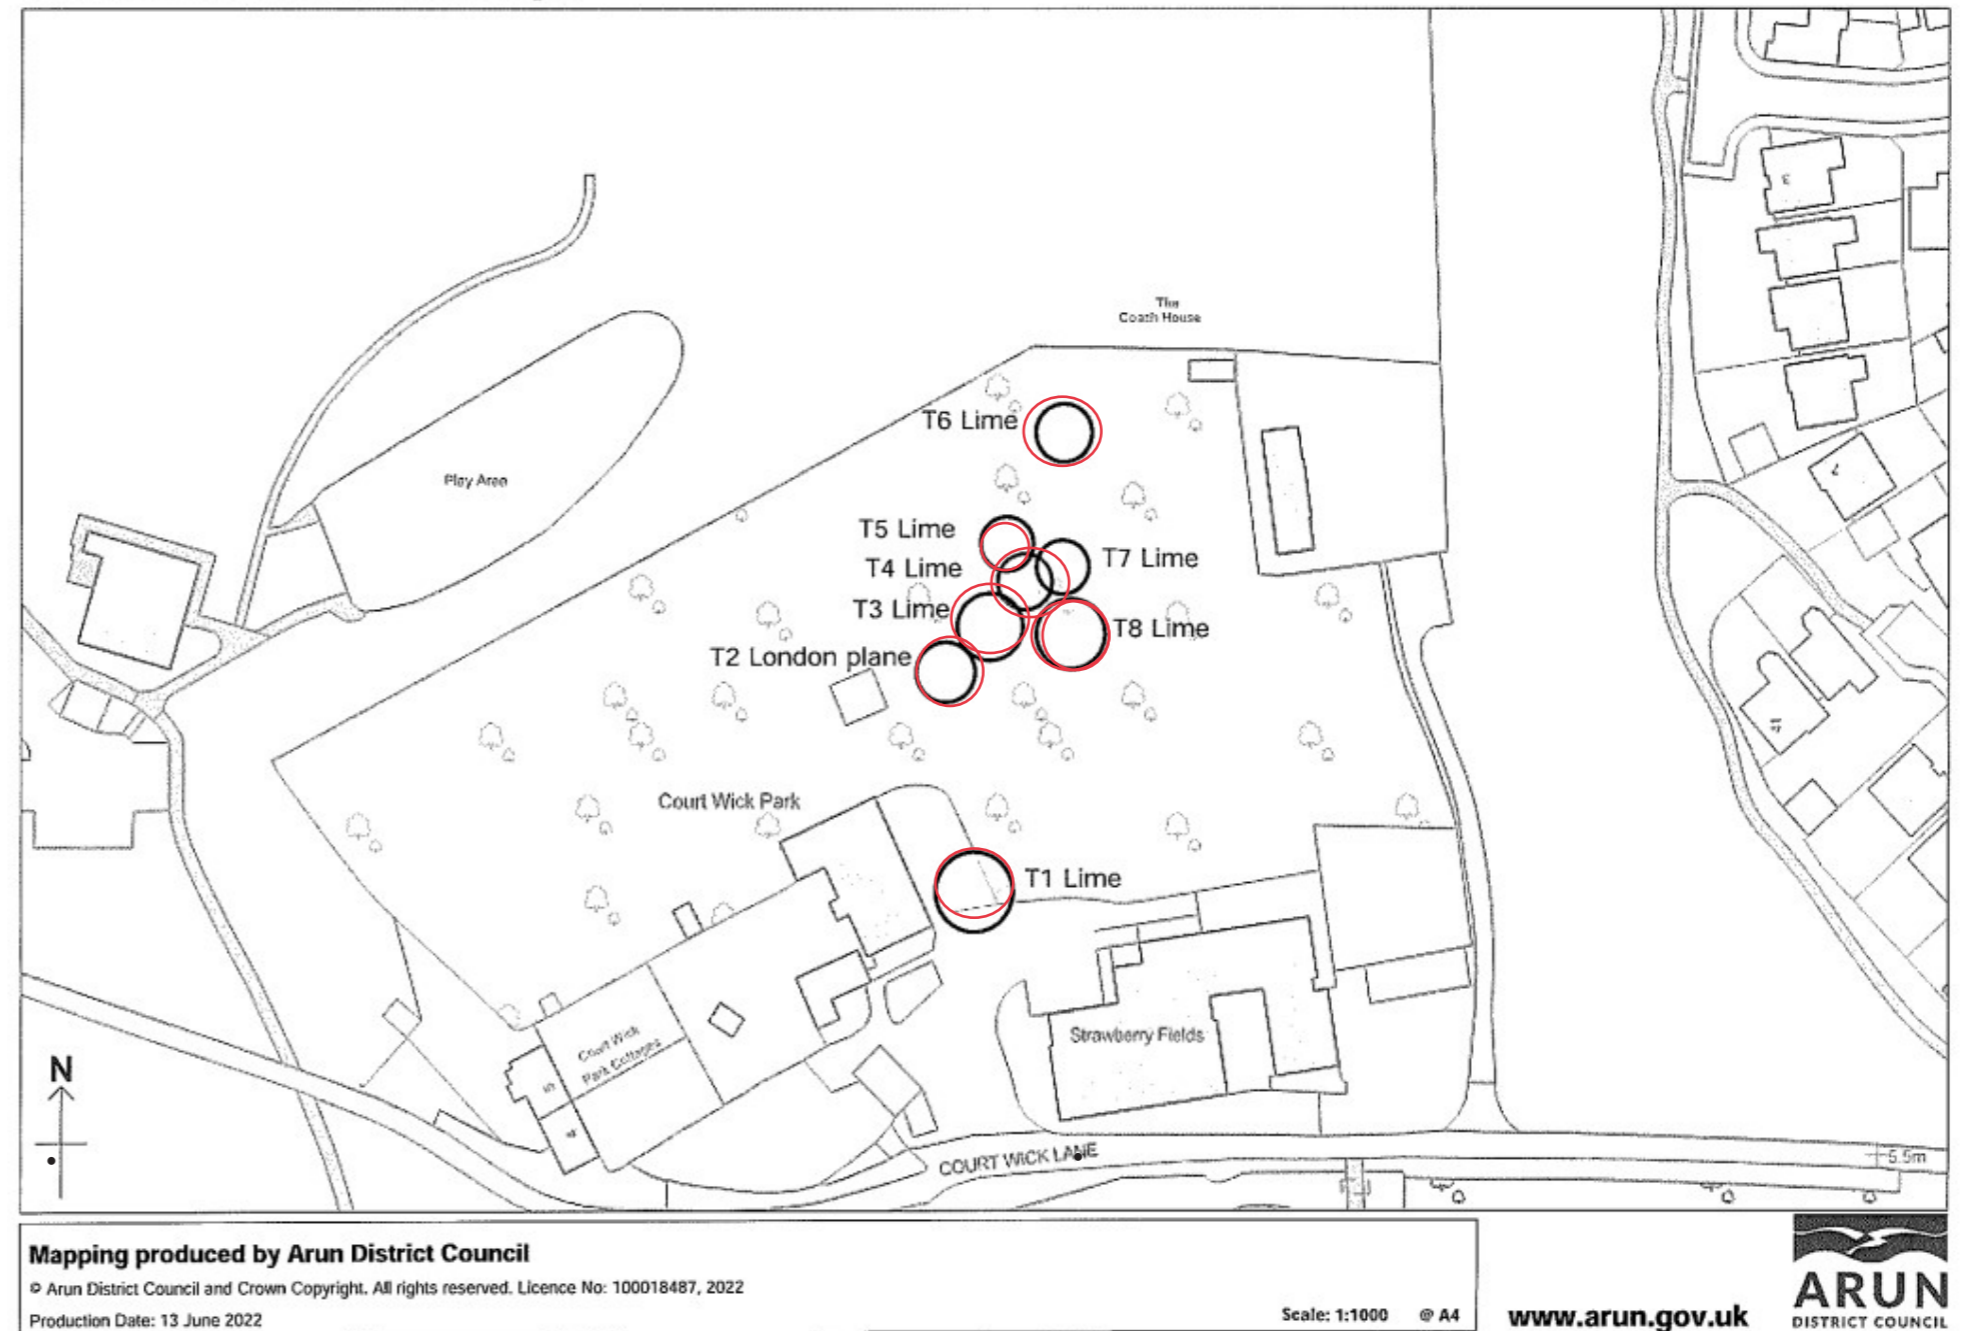 The
Coach House
T6 Lime
Play Area
T5 Lime
T7 Lime
T4 Lime
T3 Lime
T8 Lime
T2 London plane
Court Wick Park
T1 Lime
Strawberry Fields
Court Wick
Park Cottages
5
4
3
N
COURT WICK LANE
5.5m
Mapping produced by Arun District Council
© Arun District Council and Crown Copyright. All rights reserved. Licence No: 100018487, 2022
Production Date: 13 June 2022
Scale: 1:1000 @ A4
www.arun.gov.uk
ARUN
DISTRICT COUNCIL